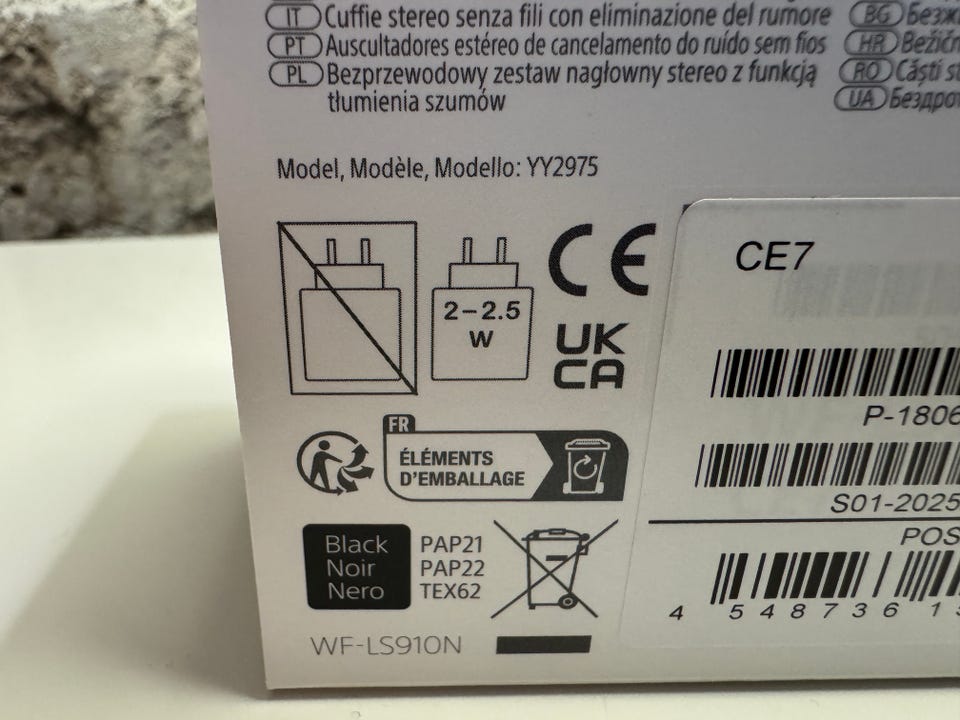 IT Cuffie stereo senza fili con eliminazione del rumore
PT Auscultadores estéreo de cancelamento do ruído sem fios
PL Bezprzewodowy zestaw nagłowny stereo z funkcją
tłumienia szumów
BG
HR
RO Căști
UA
Model, Modèle, Modello: YY2975
2–2.5
W
CE
UK
CA
FR
ÉLÉMENTS
D'EMBALLAGE
Black
Noir
Nero
PAP21
PAP22
TEX62
WF-LS910N
CE7
P-1806
S01-2025
POS
4 548736 1